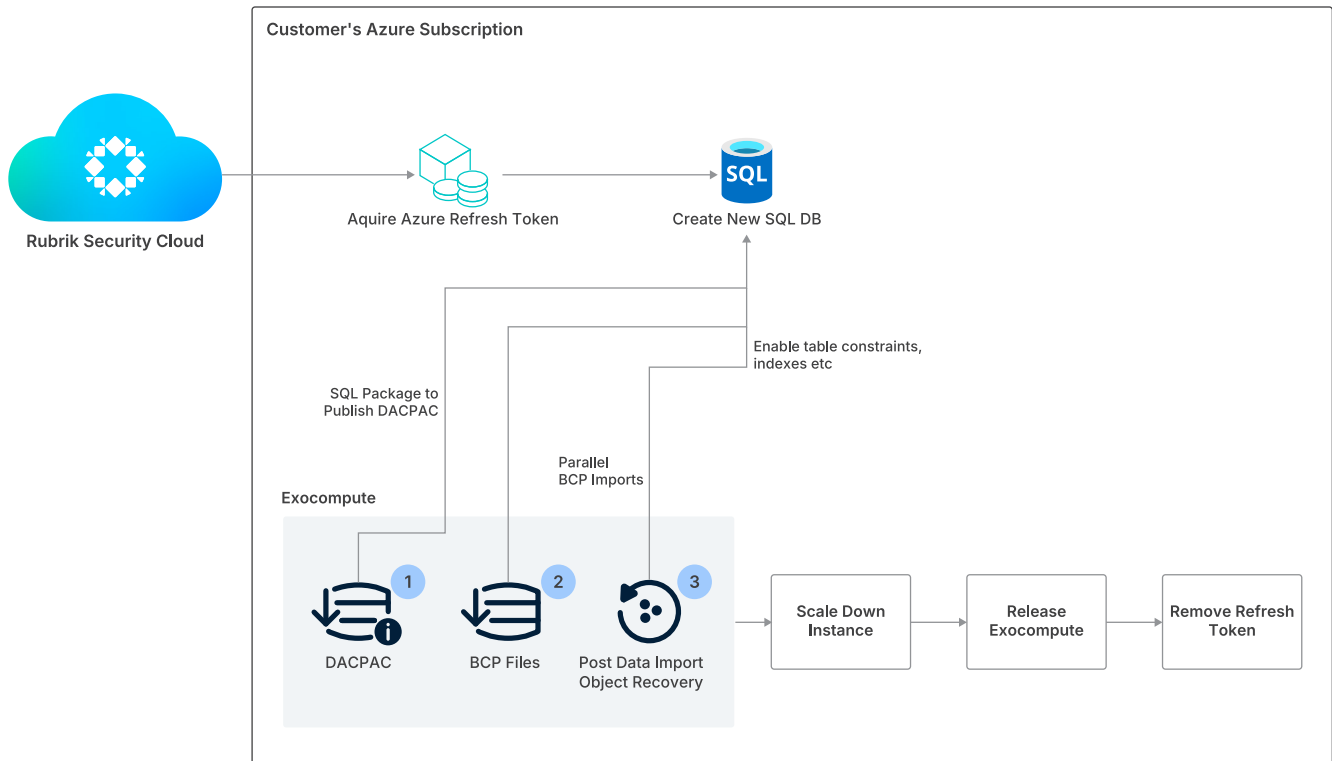 Customer's Azure Subscription
SQL
Rubrik Security Cloud
Aquire Azure Refresh Token
Create New SQL DB
Enable table constraints,
indexes etc
SQL Package to
Publish DACPAC
Parallel
BCP Imports
Exocompute
1
2
3
DACPAC
BCP Files
Post Data Import
Object Recovery
Scale Down
Instance
Release
Exocompute
Remove Refresh
Token